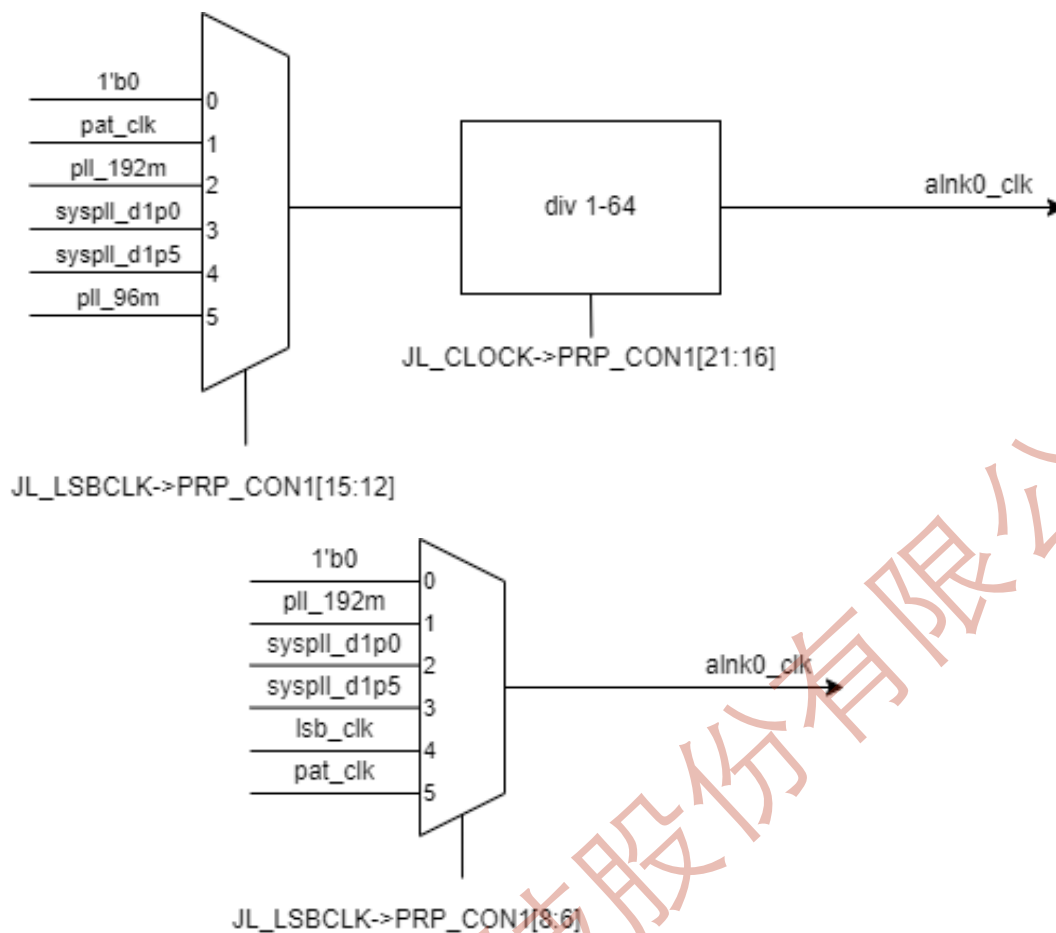 1'b0
0
pat_clk
1
pll_192m
2
syspll_d1p0
3
syspll_d1p5
4
pll_96m
5
div 1-64
alnk0_clk
JL_CLOCK->PRP_CON1[21:16]
JL_LSBCLK->PRP_CON1[15:12]
1'b0
0
pll_192m
1
syspll_d1p0
2
syspll_d1p5
3
lsb_clk
4
pat_clk
5
alnk0_clk
JL_LSBCLK->PRP_CON1[8:6]
股份有限公